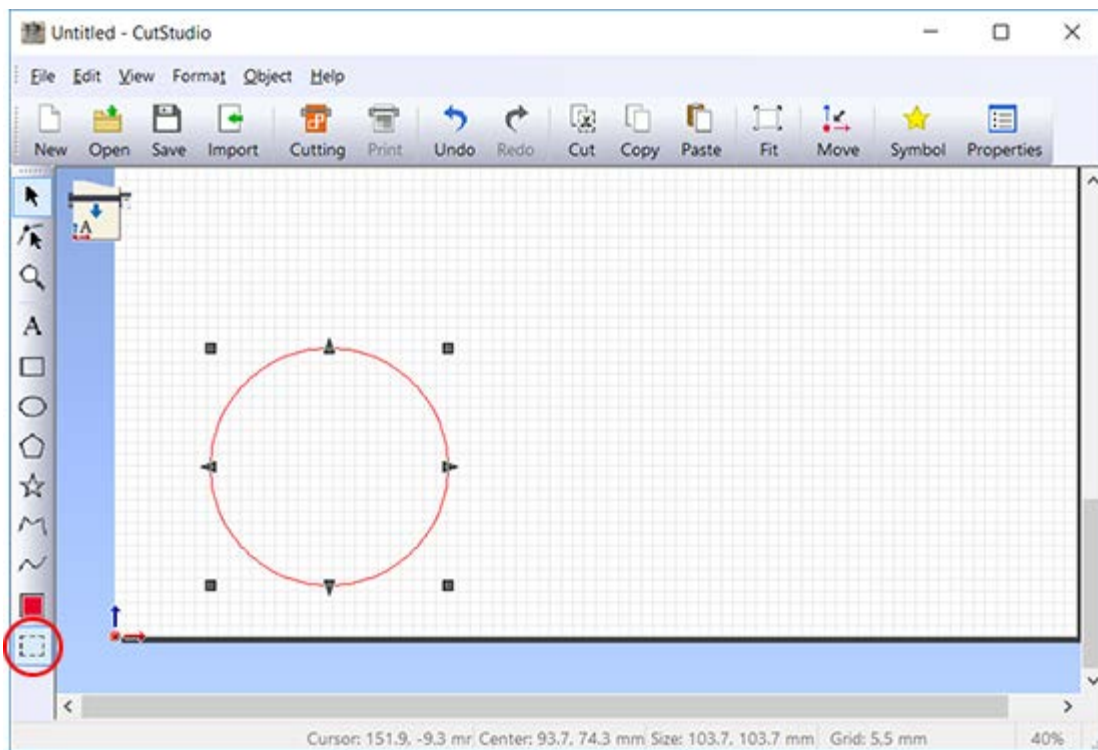 Untitled - CutStudio
File Edit View Format Object Help
New Open Save Import Cutting Print Undo Redo Cut Copy Paste Fit Move Symbol Properties
A
A
Cursor: 151.9, -9.3 mr Center: 93.7, 74.3 mm Size: 103.7, 103.7 mm Grid: 5.5 mm 40%